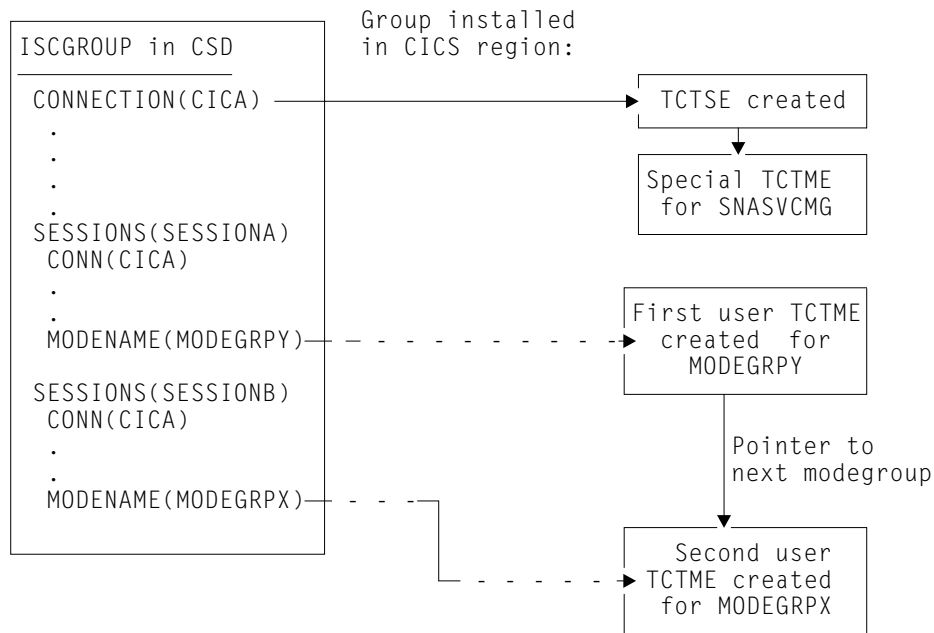 Group installed
in CICS region:
ISCGROUP in CSD
CONNECTION(CICA)
.
.
.
.
SESSIONS(SESSIONA)
CONN(CICA)
.
.
MODENAME(MODEGRPY)
SESSIONS(SESSIONB)
CONN(CICA)
.
.
MODENAME(MODEGRPX)
TCTSE created
Special TCTME
for SNASVCMG
First user TCTME
created for
MODEGRPY
Pointer to
next modegroup
Second user
TCTME created
for MODEGRPX